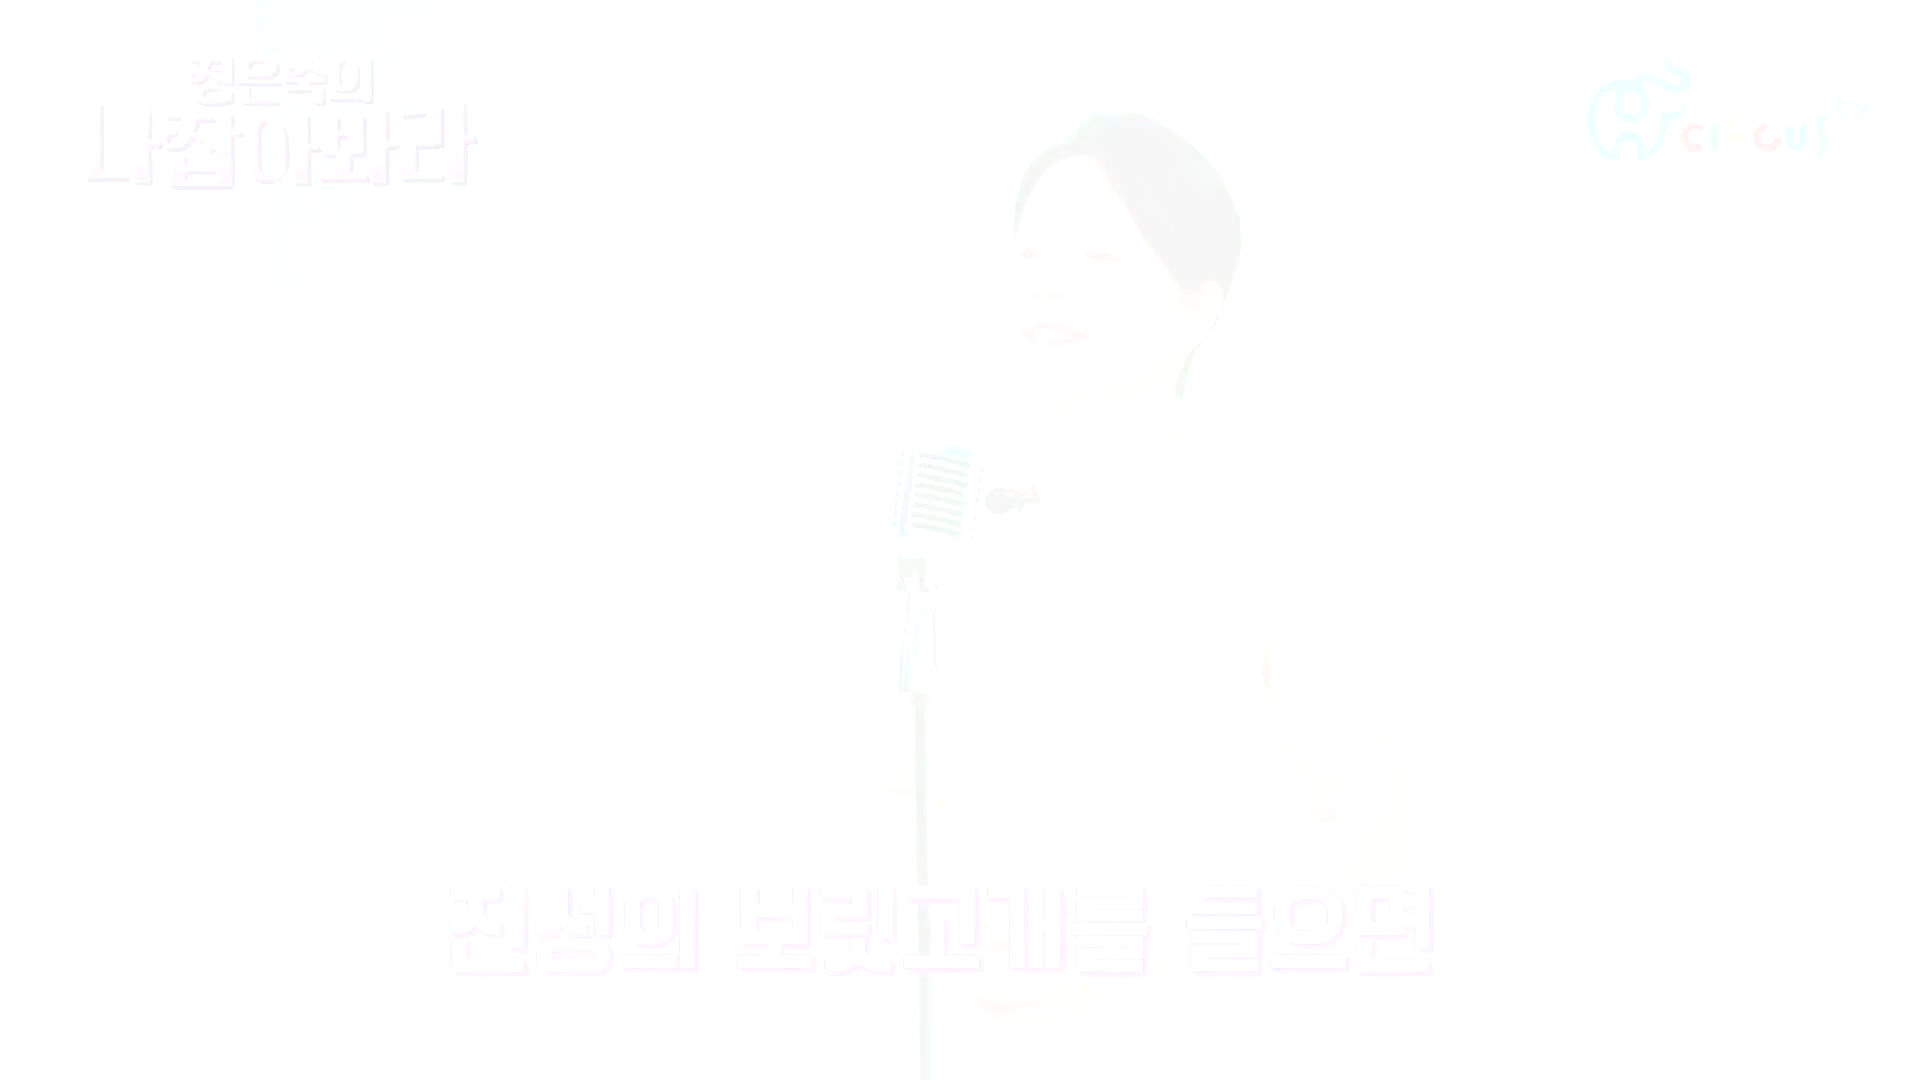 정은숙의
나잡아봐라
circus
진성의 보릿고개를 들으면